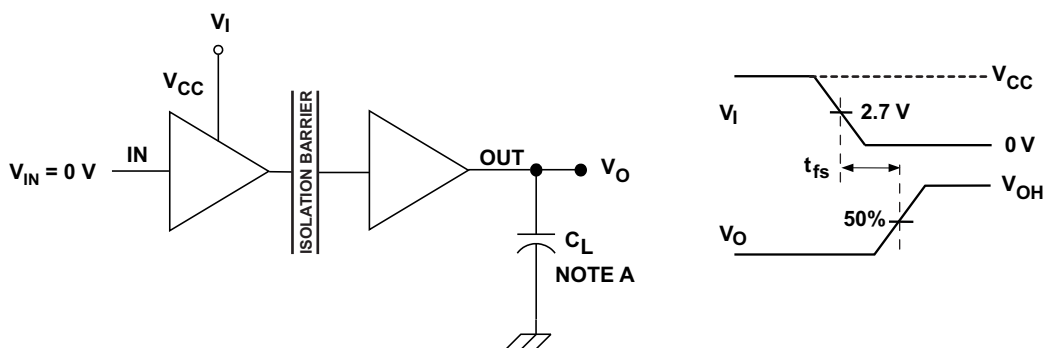 V_I
V_CC
IN
V_IN = 0 V
ISOLATION BARRIER
OUT
V_O
C_L
NOTE A
V_I
V_CC
2.7 V
0 V
t_fs
V_OH
50%
V_O